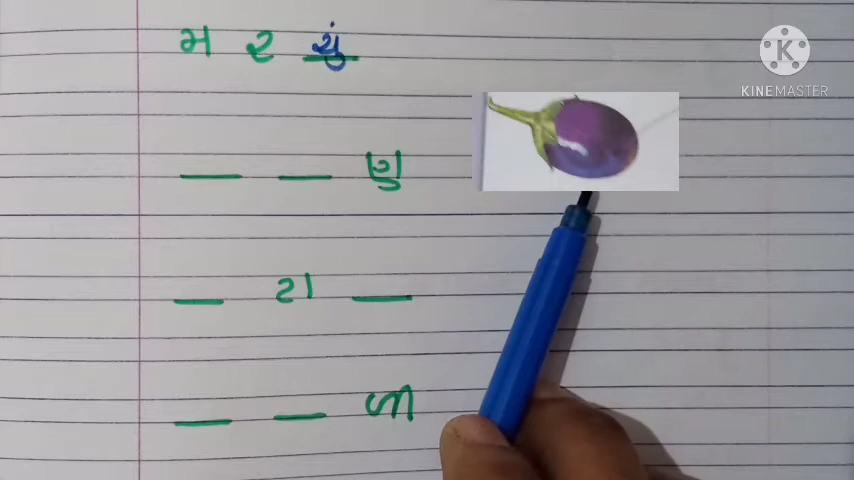 K
KINEMASTER
મ ર ચું
__ __ ણુ
__ ટા __
__ __ ળા